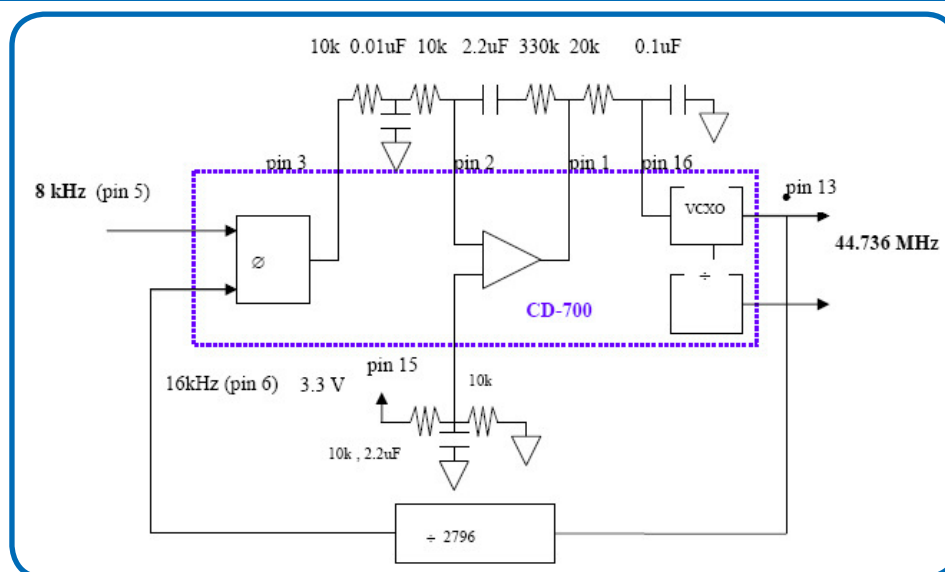 10k 0.01uF 10k 2.2uF 330k 20k 0.1uF
pin 3 pin 2 pin 1 pin 16
pin 13
8 kHz (pin 5)
VCXO
44.736 MHz
ø
÷
CD-700
pin 15
16kHz (pin 6) 3.3 V
10k
10k , 2.2uF
÷ 2796